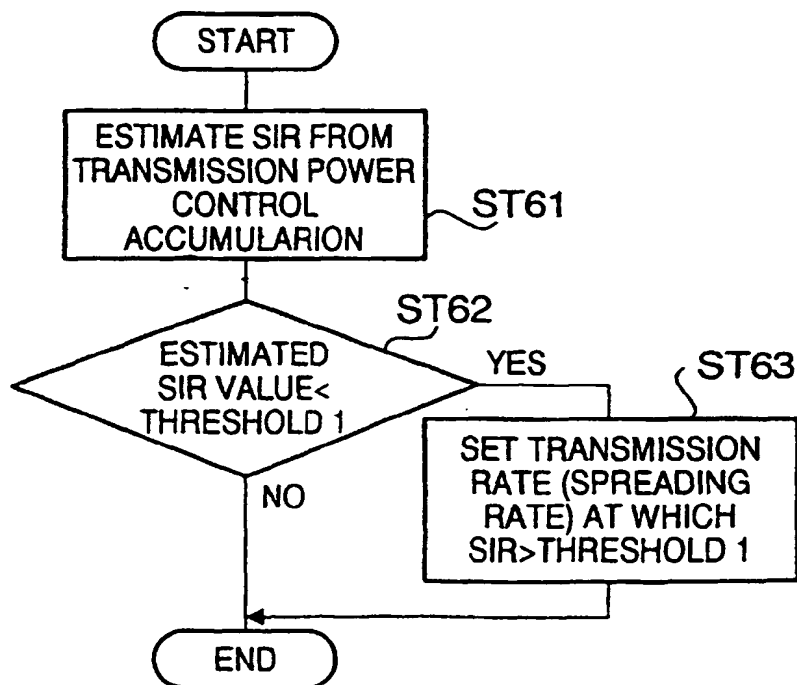 START
ESTIMATE SIR FROM
TRANSMISSION POWER
CONTROL
ACCUMULARION
ST61
ST62
ESTIMATED
SIR VALUE<
THRESHOLD 1
YES
ST63
SET TRANSMISSION
RATE (SPREADING
RATE) AT WHICH
SIR>THRESHOLD 1
NO
END